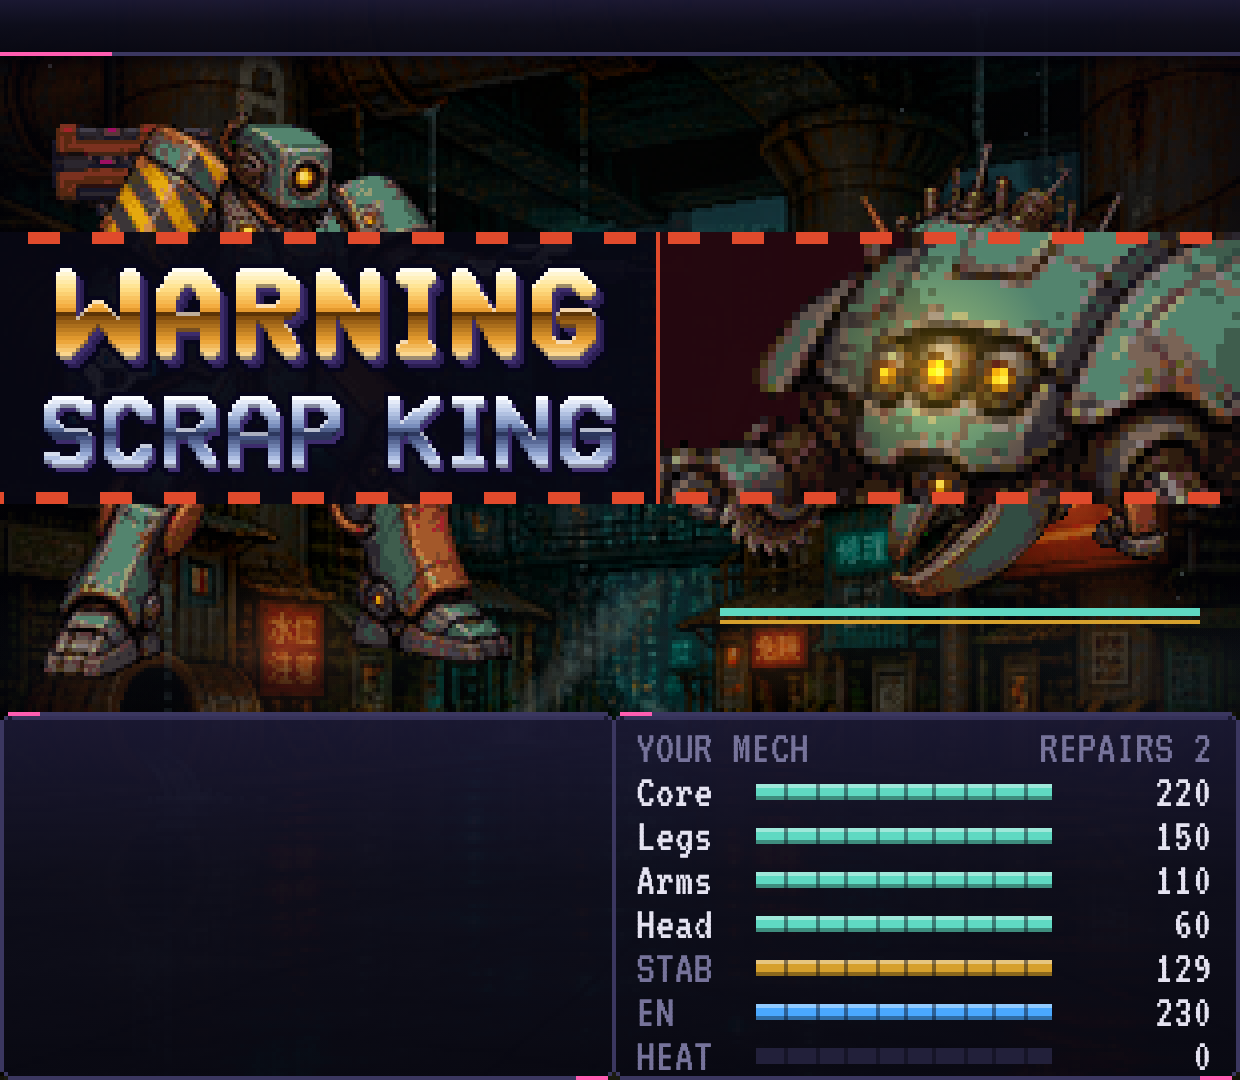 WARNING
SCRAP KING
YOUR MECH REPAIRS 2
Core 220
Legs 150
Arms 110
Head 60
STAB 129
EN 230
HEAT 0